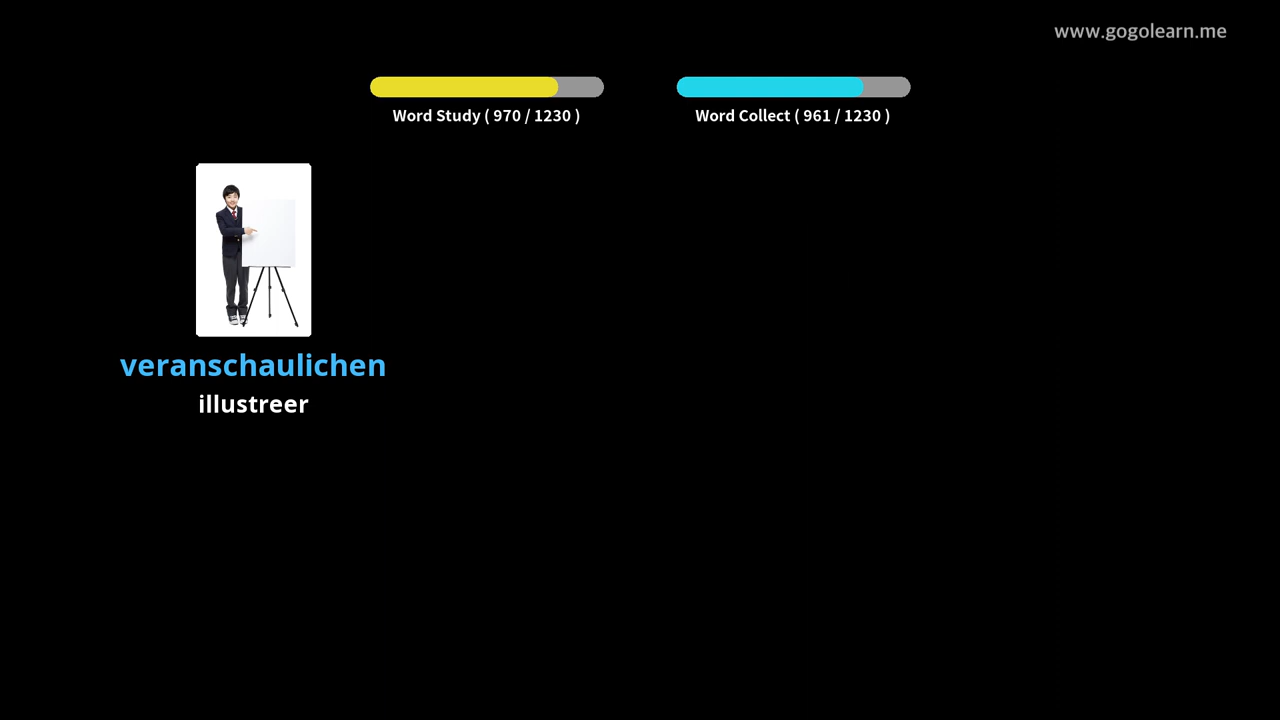 www.gogolearn.me
Word Study ( 970 / 1230 )
Word Collect ( 961 / 1230 )
veranschaulichen
illustreer